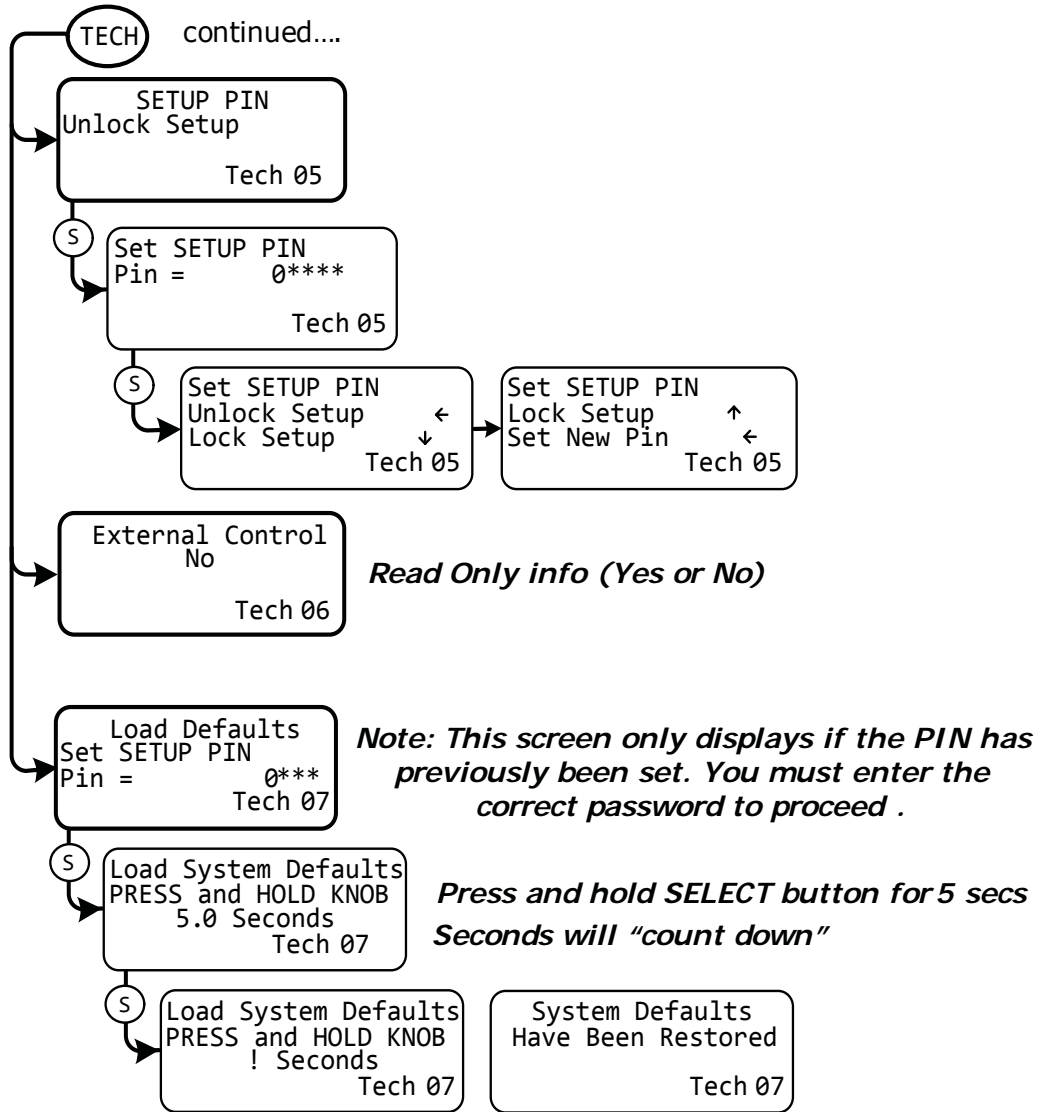 TECH continued....
SETUP PIN
Unlock Setup
Tech 05
S
Set SETUP PIN
Pin = 0****
Tech 05
S
Set SETUP PIN
Unlock Setup ←
Lock Setup ↓
Tech 05
Set SETUP PIN
Lock Setup ↑
Set New Pin ←
Tech 05
External Control
No
Tech 06
Read Only info (Yes or No)
Load Defaults
Set SETUP PIN
Pin = 0***
Tech 07
Note: This screen only displays if the PIN has
previously been set. You must enter the
correct password to proceed .
S
Load System Defaults
PRESS and HOLD KNOB
5.0 Seconds
Tech 07
Press and hold SELECT button for 5 secs
Seconds will “count down”
S
Load System Defaults
PRESS and HOLD KNOB
! Seconds
Tech 07
System Defaults
Have Been Restored
Tech 07